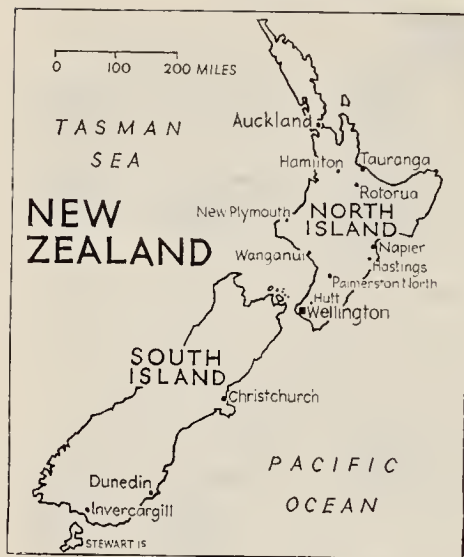 0 100 200 MILES
TASMAN
SEA
Auckland
Hamilton
Tauranga
Rotorua
NEW
ZEALAND
New Plymouth
NORTH
ISLAND
Napier
Wanganui
Hastings
Palmerston North
Hutt
Wellington
SOUTH
ISLAND
Christchurch
PACIFIC
OCEAN
Dunedin
Invercargill
STEWART IS